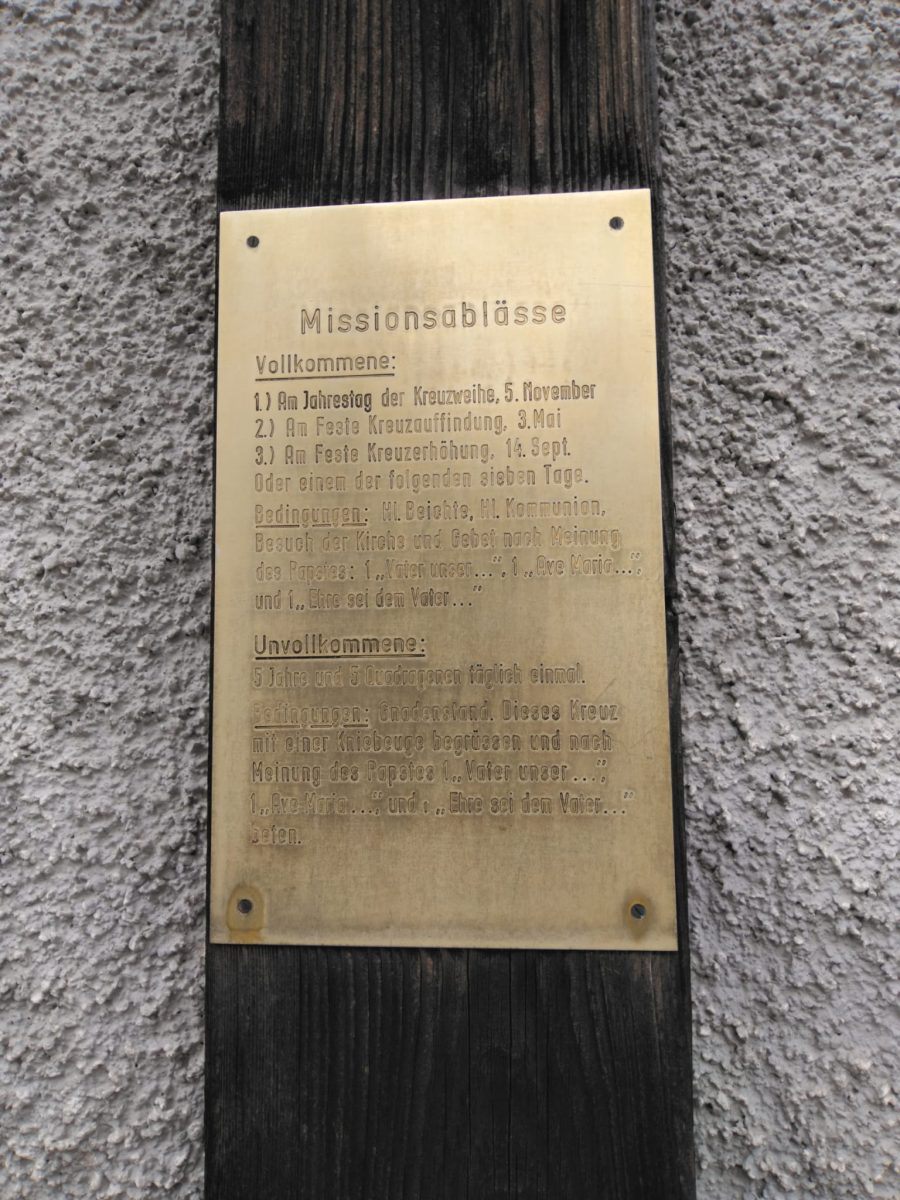 Missionsablässe
Vollkommene:
1.) Am Jahrestag der Kreuzweihe, 5. November
2.) Am Feste Kreuzauffindung, 3. Mai
3.) Am Feste Kreuzerhöhung, 14. Sept.
Oder einem der folgenden sieben Tage.
Bedingungen: Hl. Beichte, Hl. Kommunion,
Besuch der Kirche und Gebet nach Meinung
des Papstes: 1 „Vater unser...", 1 „Ave Maria...",
und 1 „Ehre sei dem Vater..."
Unvollkommene:
5 Jahre und 5 Quadragenen täglich einmal.
Bedingungen: Gnadenstand. Dieses Kreuz
mit einer Kniebeuge begrüssen und nach
Meinung des Papstes 1 „Vater unser ...",
1 „Ave-Maria...", und 1 „Ehre sei dem Vater..."
beten.